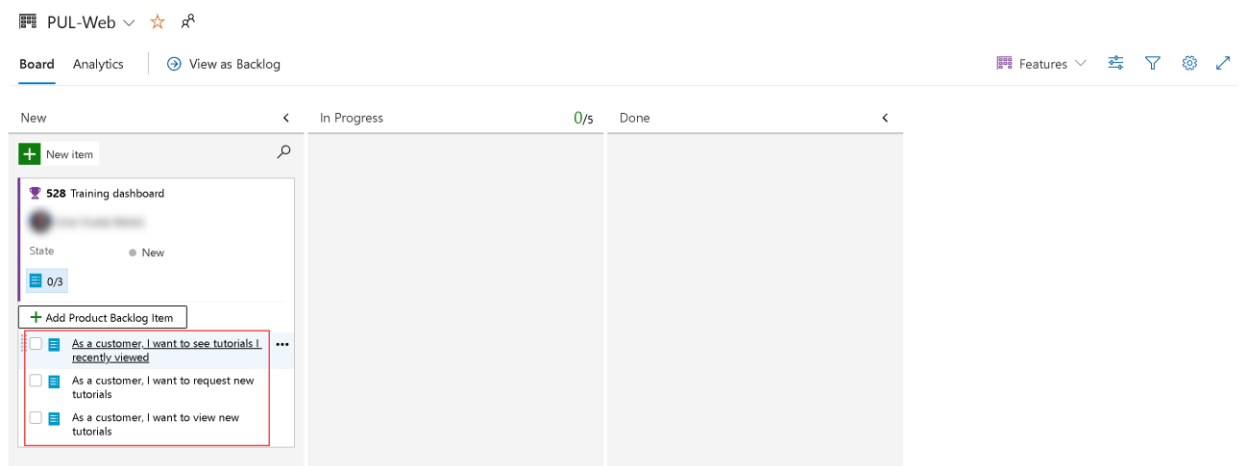 PUL-Web
Board Analytics View as Backlog Features
New In Progress 0/5 Done
New item
528 Training dashboard
State New
0/3
Add Product Backlog Item
As a customer, I want to see tutorials I
recently viewed
As a customer, I want to request new
tutorials
As a customer, I want to view new
tutorials